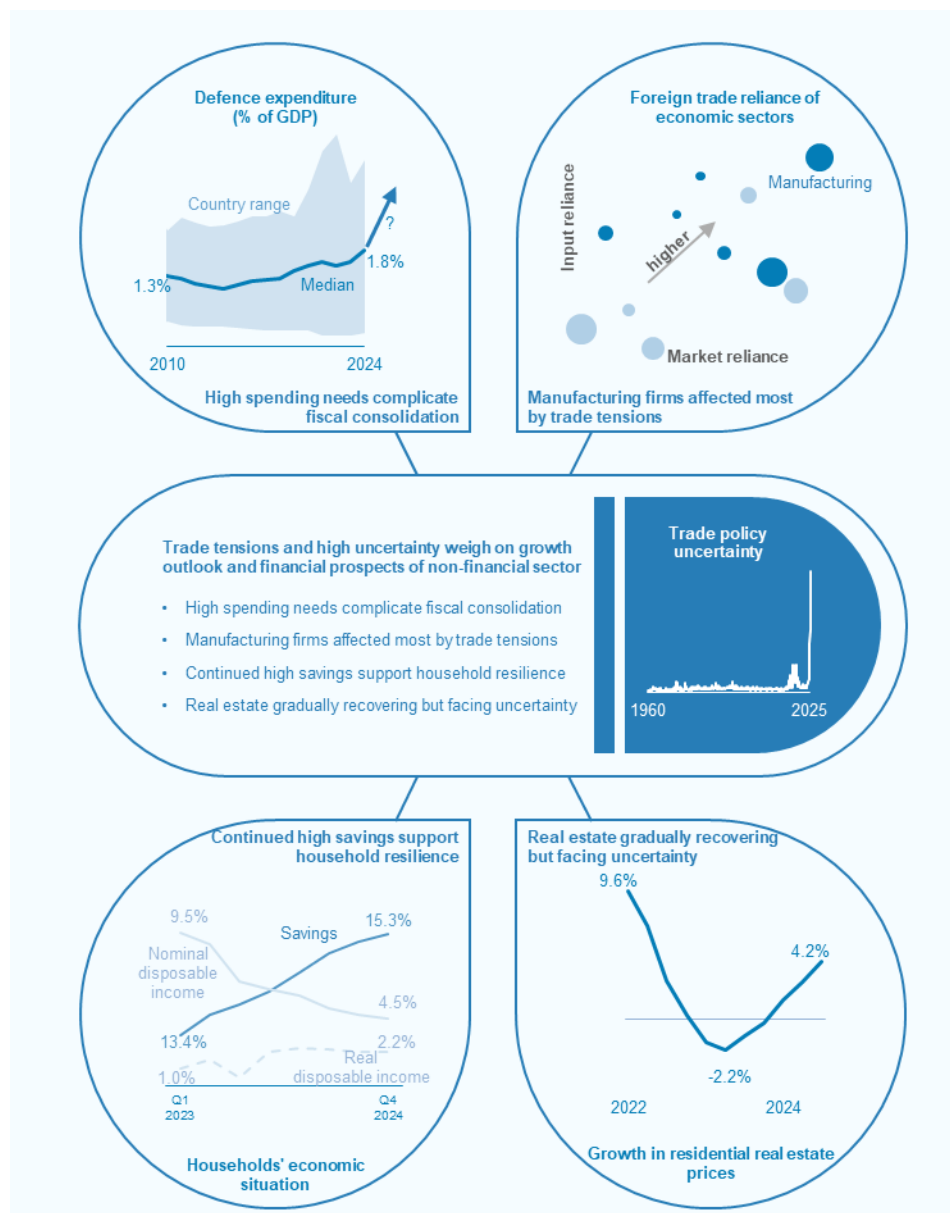 Defence expenditure
(% of GDP)
Country range
?
1.8%
1.3%
Median
2010
2024
High spending needs complicate
fiscal consolidation
Foreign trade reliance of
economic sectors
Input reliance
Manufacturing
higher
Market reliance
Manufacturing firms affected most
by trade tensions
Trade tensions and high uncertainty weigh on growth
outlook and financial prospects of non-financial sector
• High spending needs complicate fiscal consolidation
• Manufacturing firms affected most by trade tensions
• Continued high savings support household resilience
• Real estate gradually recovering but facing uncertainty
Trade policy
uncertainty
1960
2025
Continued high savings support
household resilience
9.5%
15.3%
Savings
Nominal
disposable
income
4.5%
13.4%
2.2%
Real
disposable income
1.0%
Q1
2023
Q4
2024
Households' economic
situation
Real estate gradually recovering
but facing uncertainty
9.6%
4.2%
-2.2%
2022
2024
Growth in residential real estate
prices